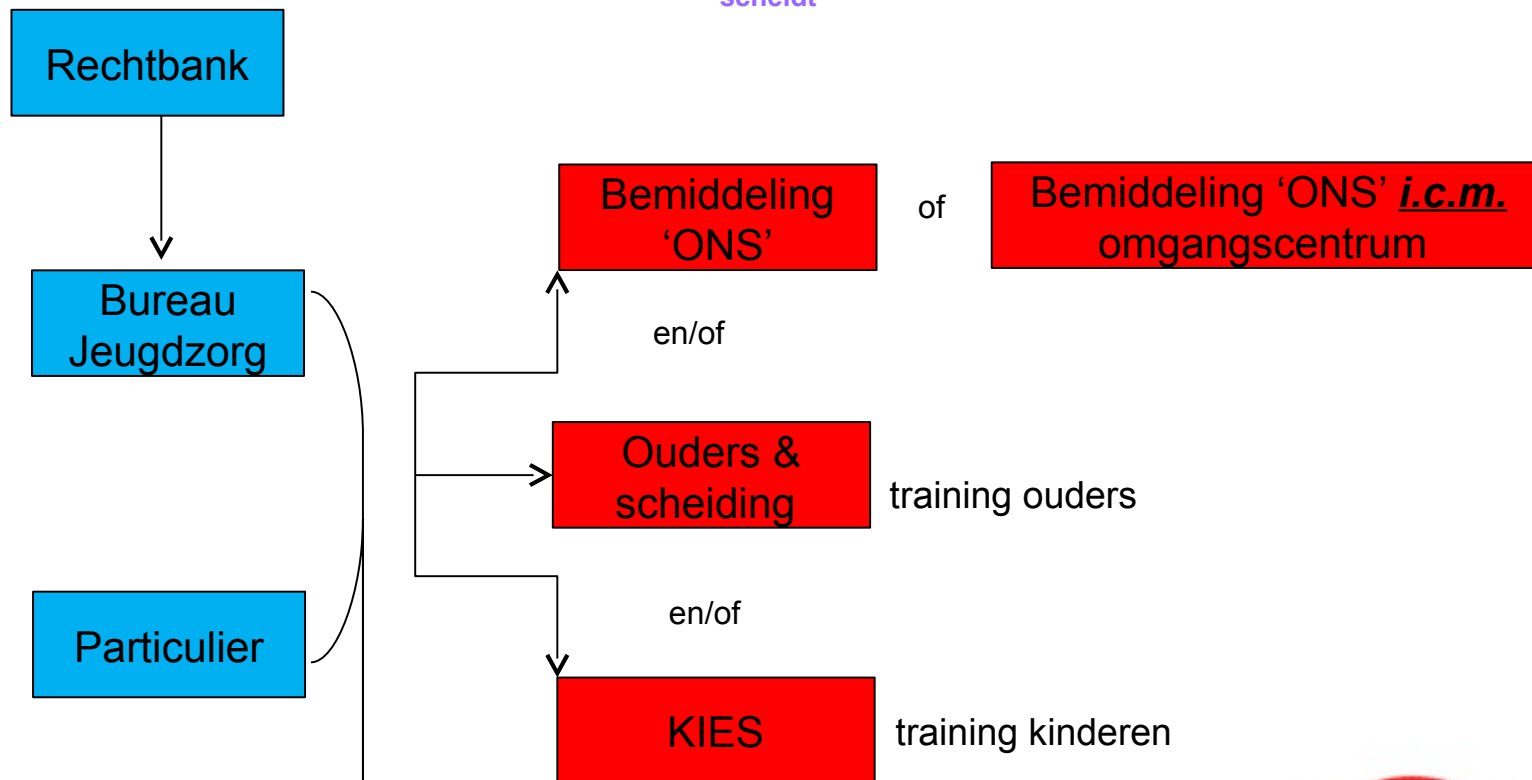 scheidt
Rechtbank
Bemiddeling
‘ONS’
of
Bemiddeling ‘ONS’ i.c.m.
omgangscentrum
Bureau
Jeugdzorg
en/of
Ouders &
scheiding
training ouders
en/of
Particulier
KIES
training kinderen